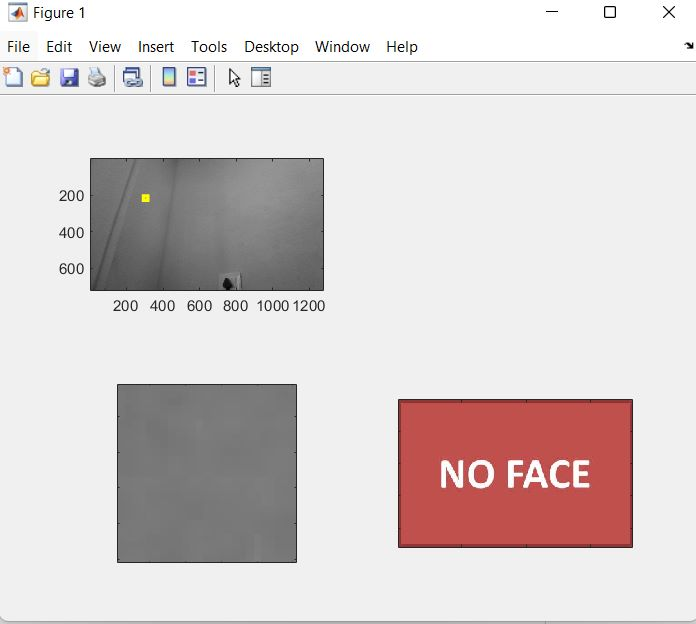 Figure 1
File Edit View Insert Tools Desktop Window Help
200
400
600
200 400 600 800 1000 1200
NO FACE